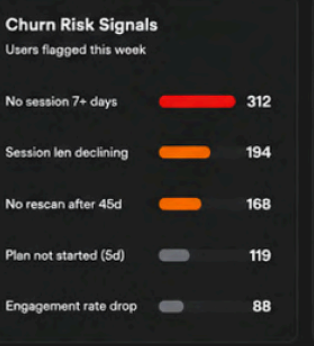 Churn Risk Signals
Users flagged this week
No session 7+ days 312
Session len declining 194
No rescan after 45d 168
Plan not started (5d) 119
Engagement rate drop 88